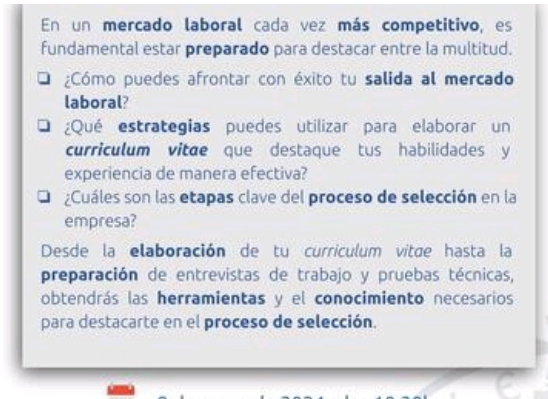 En un mercado laboral cada vez más competitivo, es
fundamental estar preparado para destacar entre la multitud.
❑ ¿Cómo puedes afrontar con éxito tu salida al mercado
laboral?
❑ ¿Qué estrategias puedes utilizar para elaborar un
curriculum vitae que destaque tus habilidades y
experiencia de manera efectiva?
❑ ¿Cuáles son las etapas clave del proceso de selección en la
empresa?
Desde la elaboración de tu curriculum vitae hasta la
preparación de entrevistas de trabajo y pruebas técnicas,
obtendrás las herramientas y el conocimiento necesarios
para destacarte en el proceso de selección.